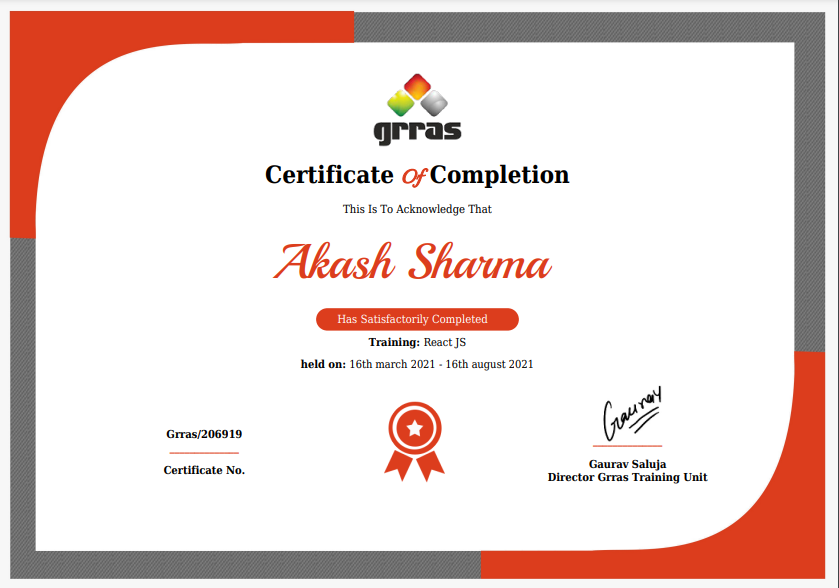 grras
Certificate Of Completion
This Is To Acknowledge That
Akash Sharma
Has Satisfactorily Completed
Training: React JS
held on: 16th march 2021 - 16th august 2021
Grras/206919
Certificate No.
Gaurav
Gaurav Saluja
Director Grras Training Unit